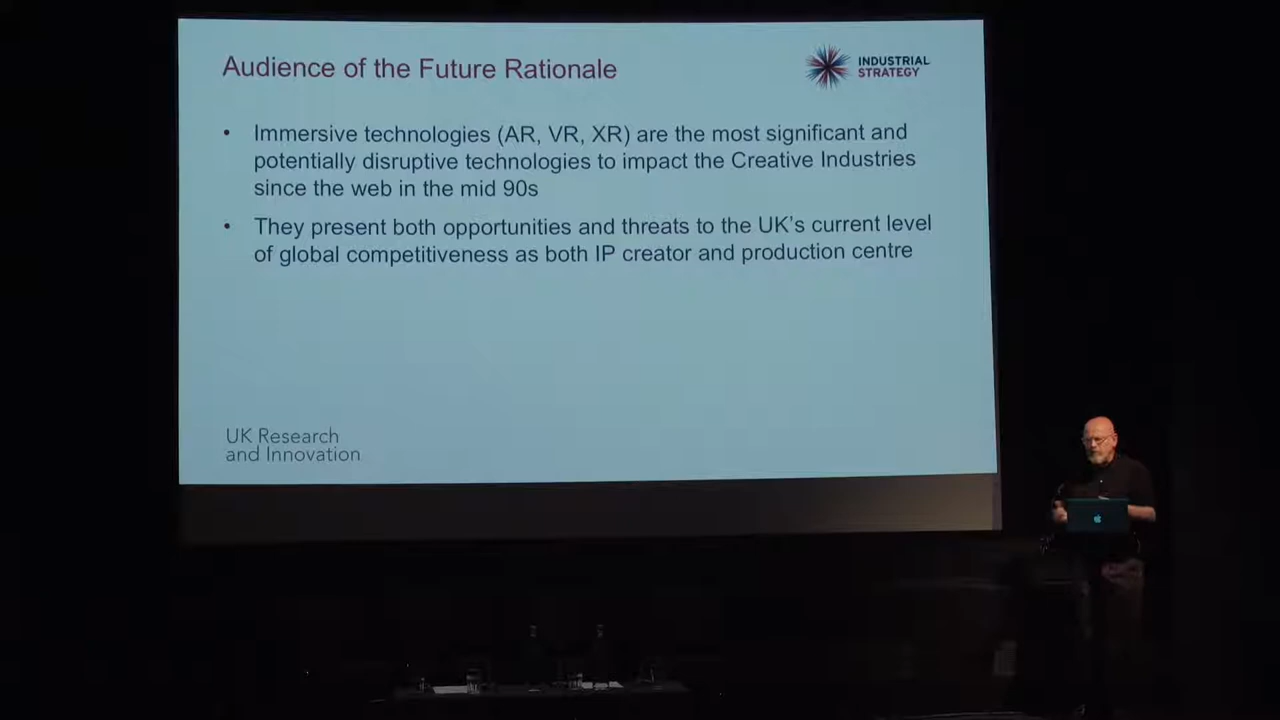 Audience of the Future Rationale
INDUSTRIAL
STRATEGY
• Immersive technologies (AR, VR, XR) are the most significant and
potentially disruptive technologies to impact the Creative Industries
since the web in the mid 90s
• They present both opportunities and threats to the UK's current level
of global competitiveness as both IP creator and production centre
UK Research
and Innovation